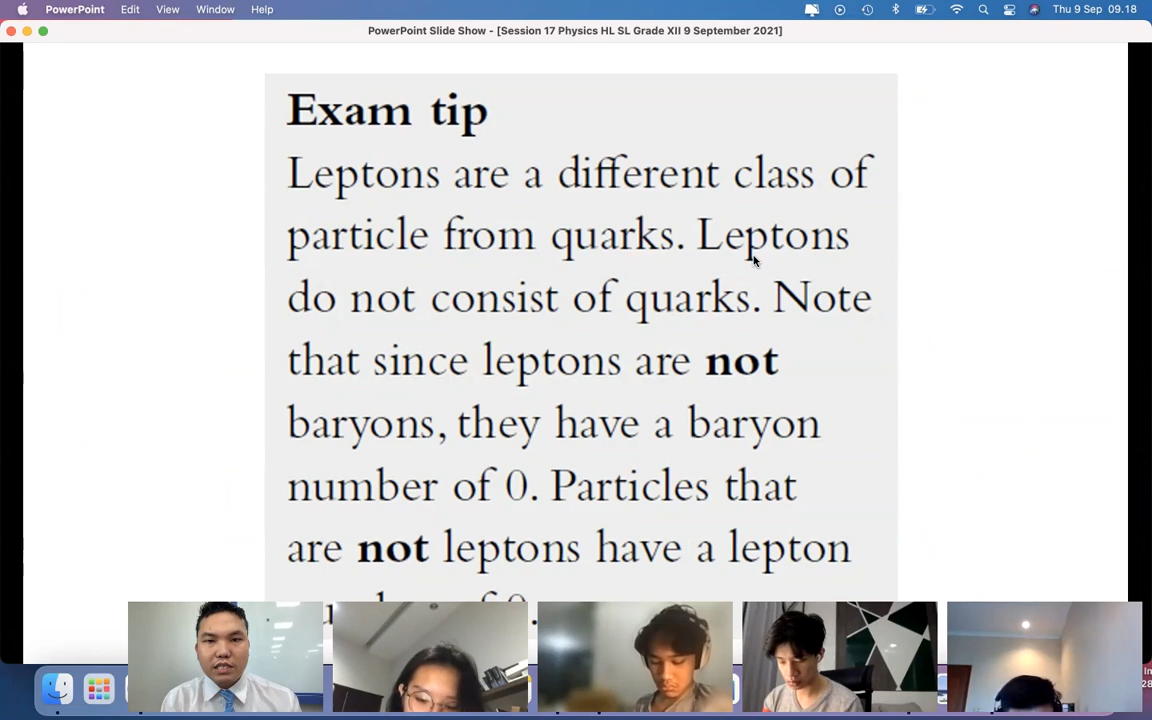 PowerPoint Edit View Window Help Thu 9 Sep 09.18
PowerPoint Slide Show - [Session 17 Physics HL SL Grade XII 9 September 2021]
Exam tip
Leptons are a different class of
particle from quarks. Leptons
do not consist of quarks. Note
that since leptons are not
baryons, they have a baryon
number of 0. Particles that
are not leptons have a lepton